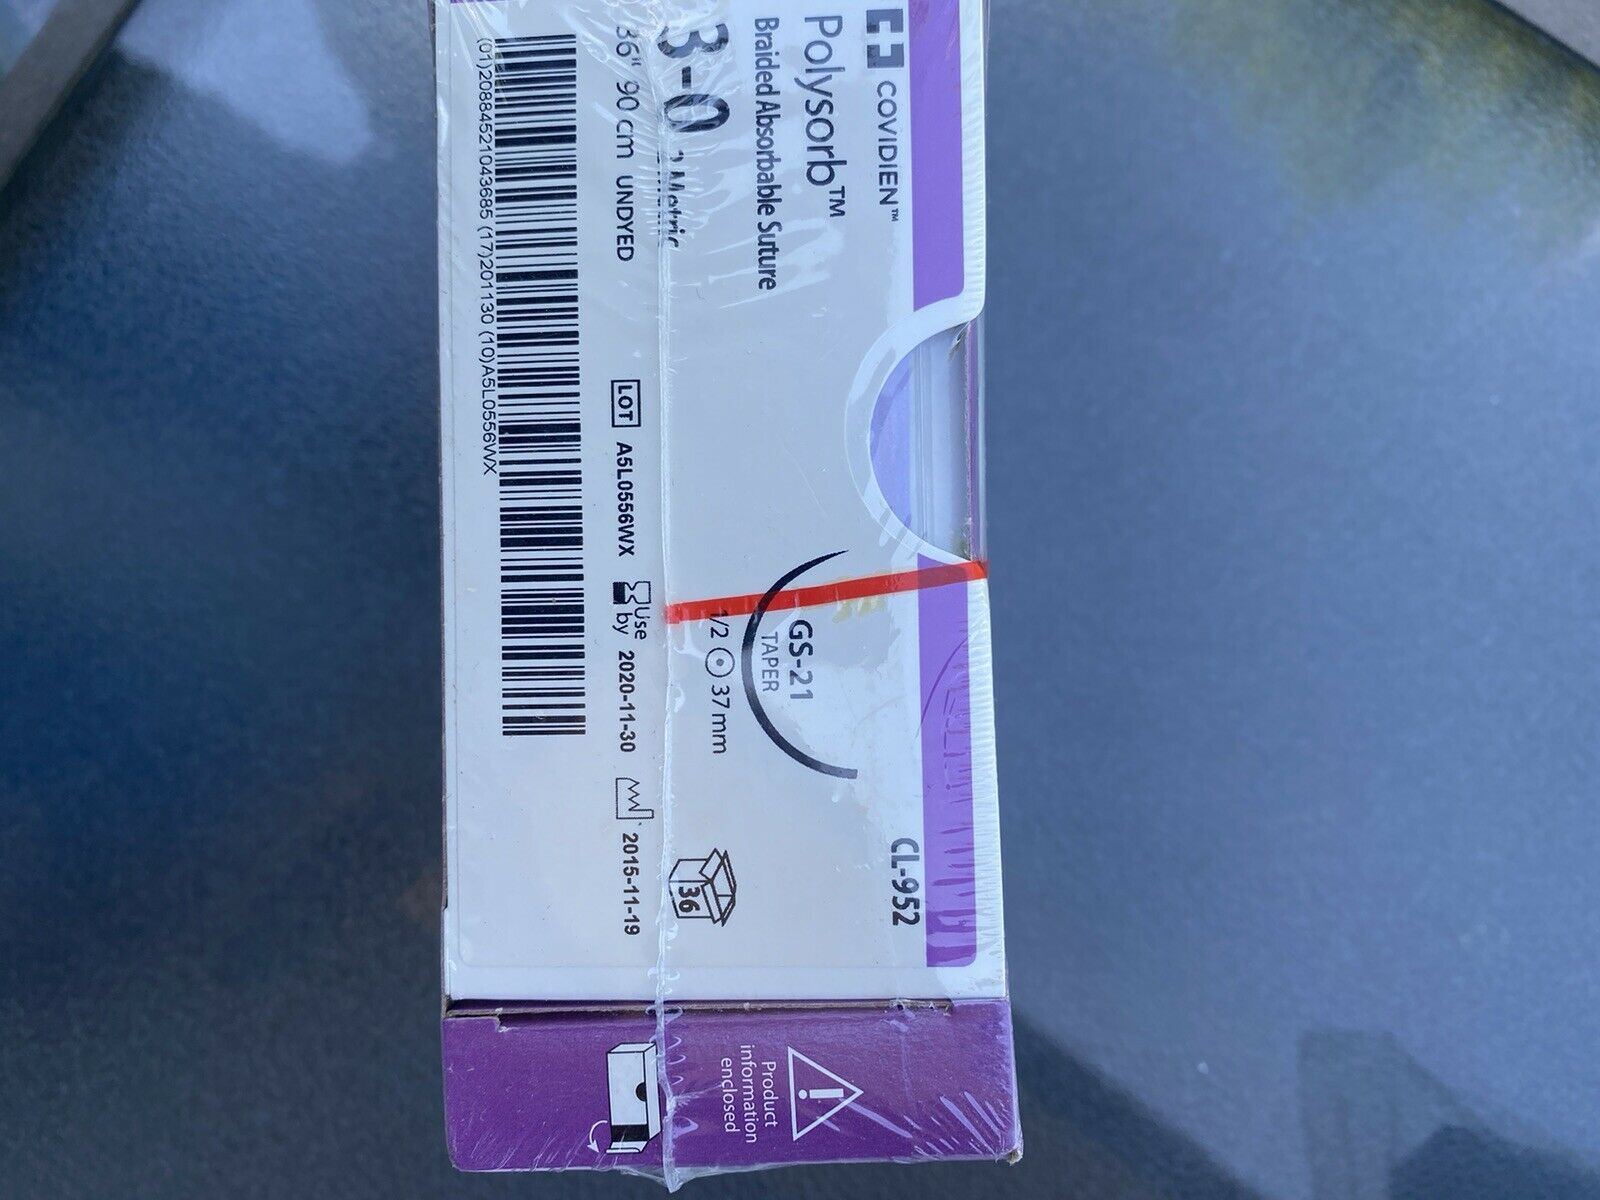 COVIDIEN™
CL-952
Polysorb™
Braided Absorbable Suture
3-0 2 Metric
36" 90 cm UNDYED
GS-21
TAPER
1/2 37 mm
36
LOT A5L0556WX Use by 2020-11-30 2015-11-19
(01)20884521043685 (17)201130 (10)A5L0556WX
Product
information
enclosed